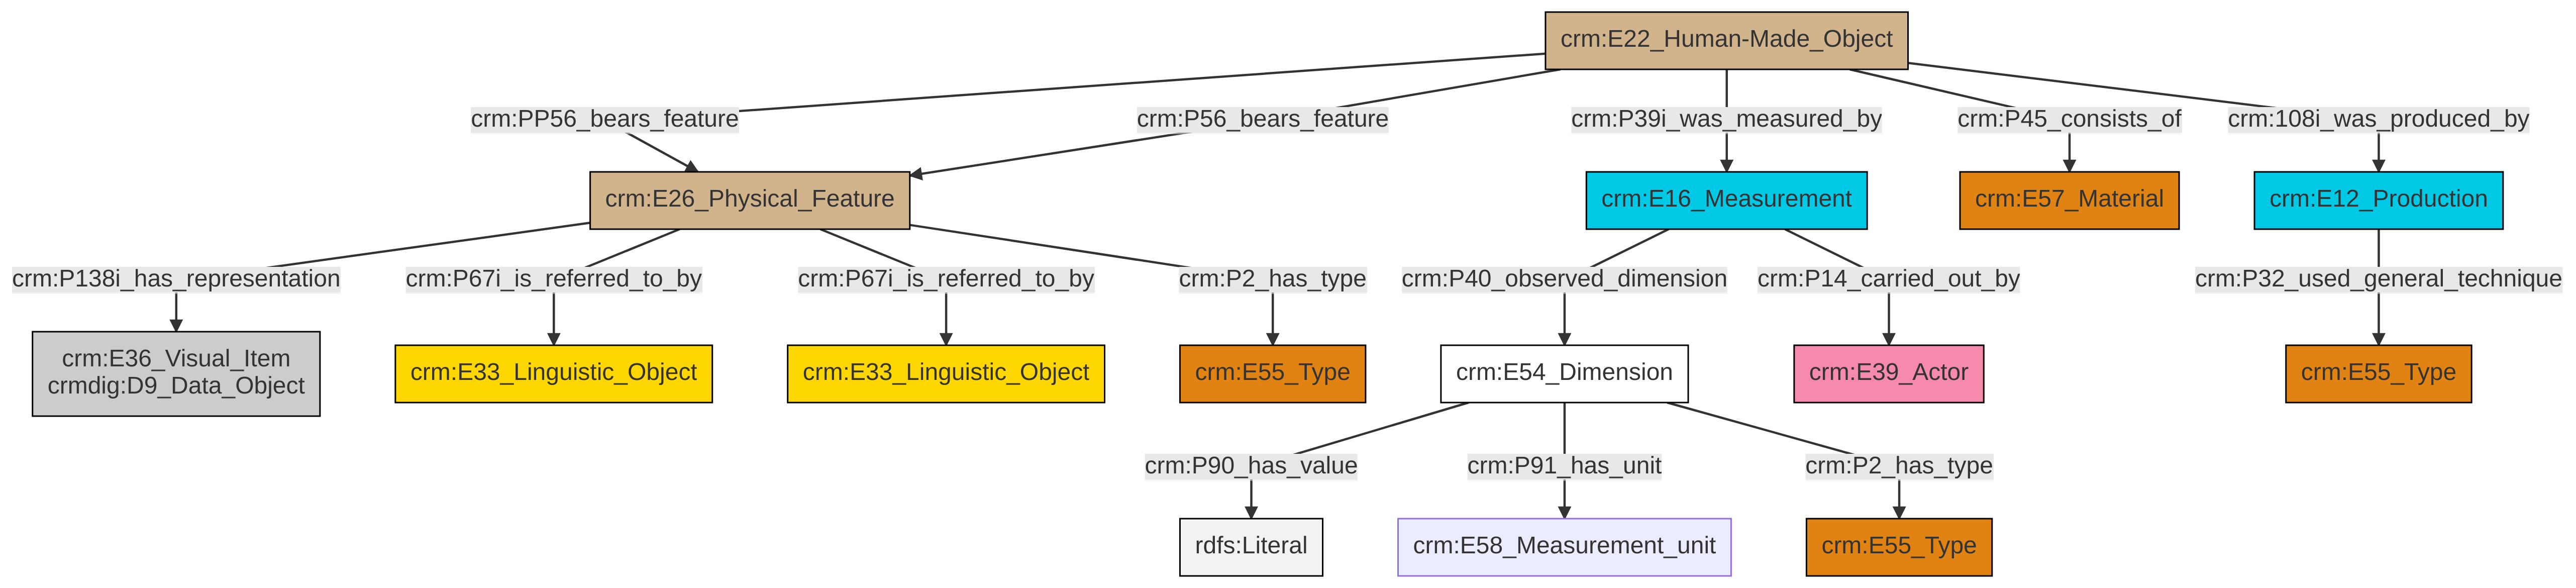 crm:E22_Human-Made_Object
crm:PP56_bears_feature
crm:P56_bears_feature
crm:P39i_was_measured_by
crm:P45_consists_of
crm:108i_was_produced_by
crm:E26_Physical_Feature
crm:E16_Measurement
crm:E57_Material
crm:E12_Production
crm:P138i_has_representation
crm:P67i_is_referred_to_by
crm:P67i_is_referred_to_by
crm:P2_has_type
crm:P40_observed_dimension
crm:P14_carried_out_by
crm:P32_used_general_technique
crm:E36_Visual_Item
crmdig:D9_Data_Object
crm:E33_Linguistic_Object
crm:E33_Linguistic_Object
crm:E55_Type
crm:E54_Dimension
crm:E39_Actor
crm:E55_Type
crm:P90_has_value
crm:P91_has_unit
crm:P2_has_type
rdfs:Literal
crm:E58_Measurement_unit
crm:E55_Type